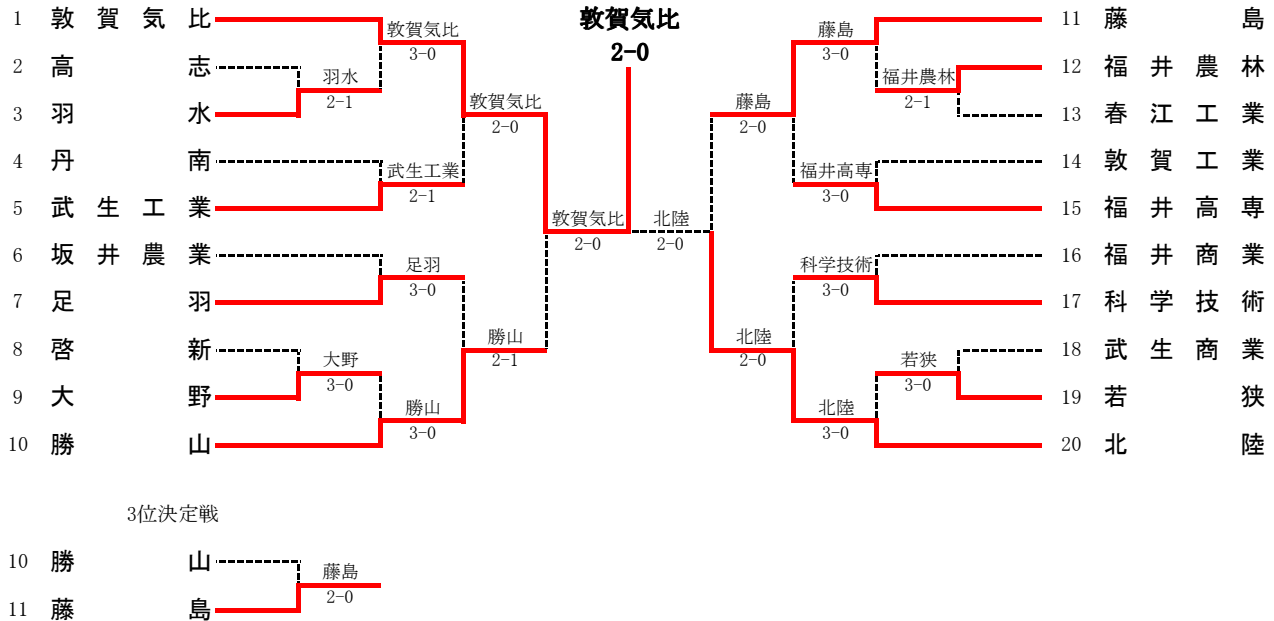 敦賀気比
2-0
1 敦賀気比
2 高志
3 羽水
4 丹南
5 武生工業
6 坂井農業
7 足羽
8 啓新
9 大野
10 勝山
羽水
2-1
大野
3-0
敦賀気比
3-0
武生工業
2-1
足羽
3-0
勝山
3-0
敦賀気比
2-0
勝山
2-1
敦賀気比
2-0
北陸
2-0
藤島
2-0
北陸
2-0
藤島
3-0
福井高専
3-0
科学技術
3-0
北陸
3-0
福井農林
2-1
若狭
3-0
11 藤島
12 福井農林
13 春江工業
14 敦賀工業
15 福井高専
16 福井商業
17 科学技術
18 武生商業
19 若狭
20 北陸
3位決定戦
10 勝山
11 藤島
藤島
2-0